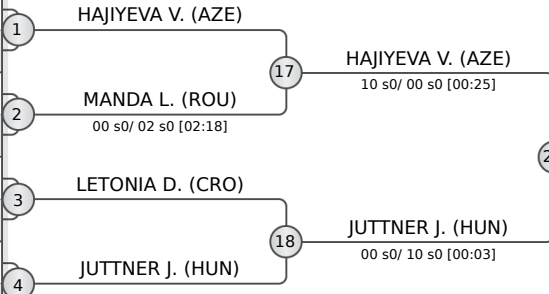 HAJIYEVA V. (AZE)
1
HAJIYEVA V. (AZE)
17
10 s0/ 00 s0 [00:25]
MANDA L. (ROU)
2
00 s0/ 02 s0 [02:18]
2
LETONIA D. (CRO)
3
JUTTNER J. (HUN)
18
00 s0/ 10 s0 [00:03]
JUTTNER J. (HUN)
4